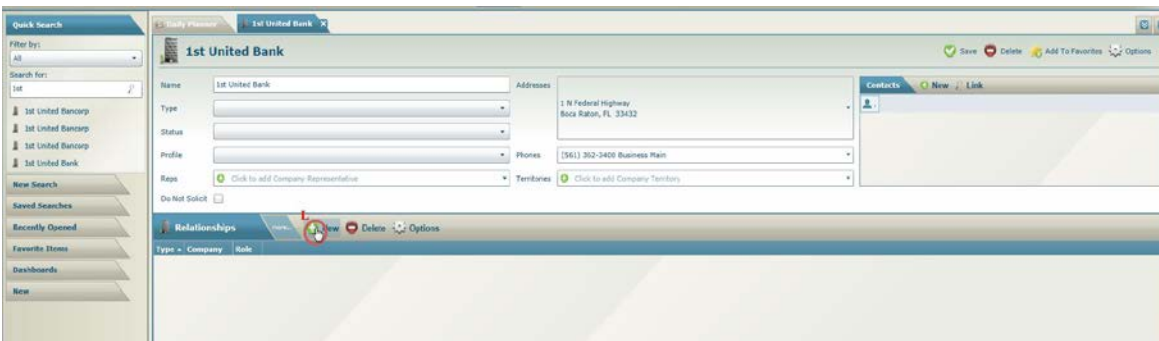 Quick Search
Filter by:
All
Search for:
1st
1st United Bancorp
1st United Bancorp
1st United Bancorp
1st United Bank
New Search
Saved Searches
Recently Opened
Favorite Items
Dashboards
New
Daily Planner
1st United Bank X
1st United Bank
Save Delete Add To Favorites Options
Name 1st United Bank
Type
Status
Profile
Reps Click to add Company Representative
Do Not Solicit
Addresses 1 N Federal Highway
Boca Raton, FL 33432
Phones (561) 362-3400 Business Main
Territories Click to add Company Territory
Contacts New Link
L
Relationships more... New Delete Options
Type Company Role